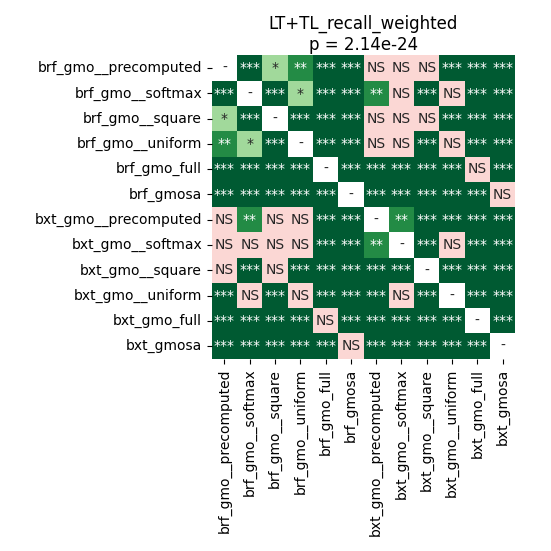 LT+TL_recall_weighted
p = 2.14e-24
brf_gmo__precomputed - *** * ** *** *** NS NS NS *** *** ***
brf_gmo__softmax *** - *** * *** *** ** NS *** NS *** ***
brf_gmo__square * *** - *** *** *** NS NS NS *** *** ***
brf_gmo__uniform ** * *** - *** *** NS NS *** NS *** ***
brf_gmo_full *** *** *** *** - *** *** *** *** *** NS ***
brf_gmosa *** *** *** *** *** - *** *** *** *** *** NS
bxt_gmo__precomputed NS ** NS NS *** *** - ** *** *** *** ***
bxt_gmo__softmax NS NS NS NS *** *** ** - *** NS *** ***
bxt_gmo__square NS *** NS *** *** *** *** *** - *** *** ***
bxt_gmo__uniform *** NS *** NS *** *** *** NS *** - *** ***
bxt_gmo_full *** *** *** *** NS *** *** *** *** *** - ***
bxt_gmosa *** *** *** *** *** NS *** *** *** *** *** -
brf_gmo__precomputed
brf_gmo__softmax
brf_gmo__square
brf_gmo__uniform
brf_gmo_full
brf_gmosa
bxt_gmo__precomputed
bxt_gmo__softmax
bxt_gmo__square
bxt_gmo__uniform
bxt_gmo_full
bxt_gmosa